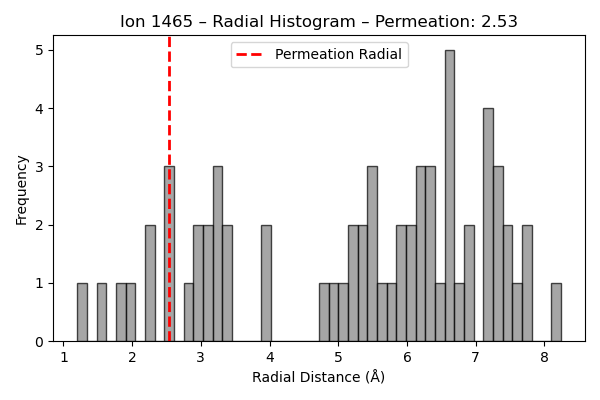 Ion 1465 – Radial Histogram – Permeation: 2.53
Permeation Radial
5
4
3
2
1
0
Frequency
1 2 3 4 5 6 7 8
Radial Distance (Å)